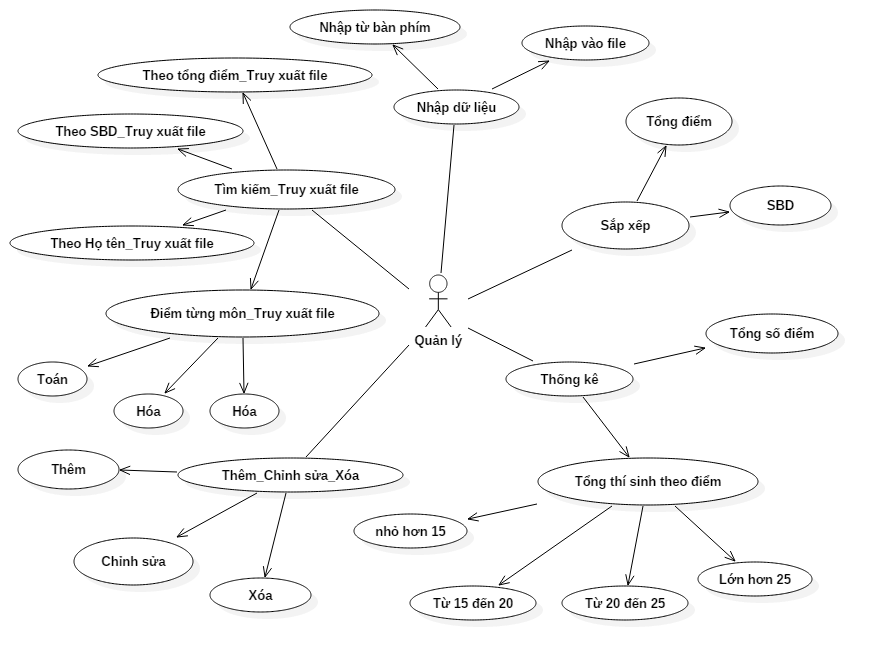 Nhập từ bàn phím
Nhập vào file
Theo tổng điểm_Truy xuất file
Nhập dữ liệu
Tổng điểm
Theo SBD_Truy xuất file
Tìm kiếm_Truy xuất file
SBD
Sắp xếp
Theo Họ tên_Truy xuất file
Điểm từng môn_Truy xuất file
Quản lý
Tổng số điểm
Toán
Thống kê
Hóa
Hóa
Thêm
Thêm_Chỉnh sửa_Xóa
Tổng thí sinh theo điểm
nhỏ hơn 15
Chỉnh sửa
Lớn hơn 25
Xóa
Từ 15 đến 20
Từ 20 đến 25